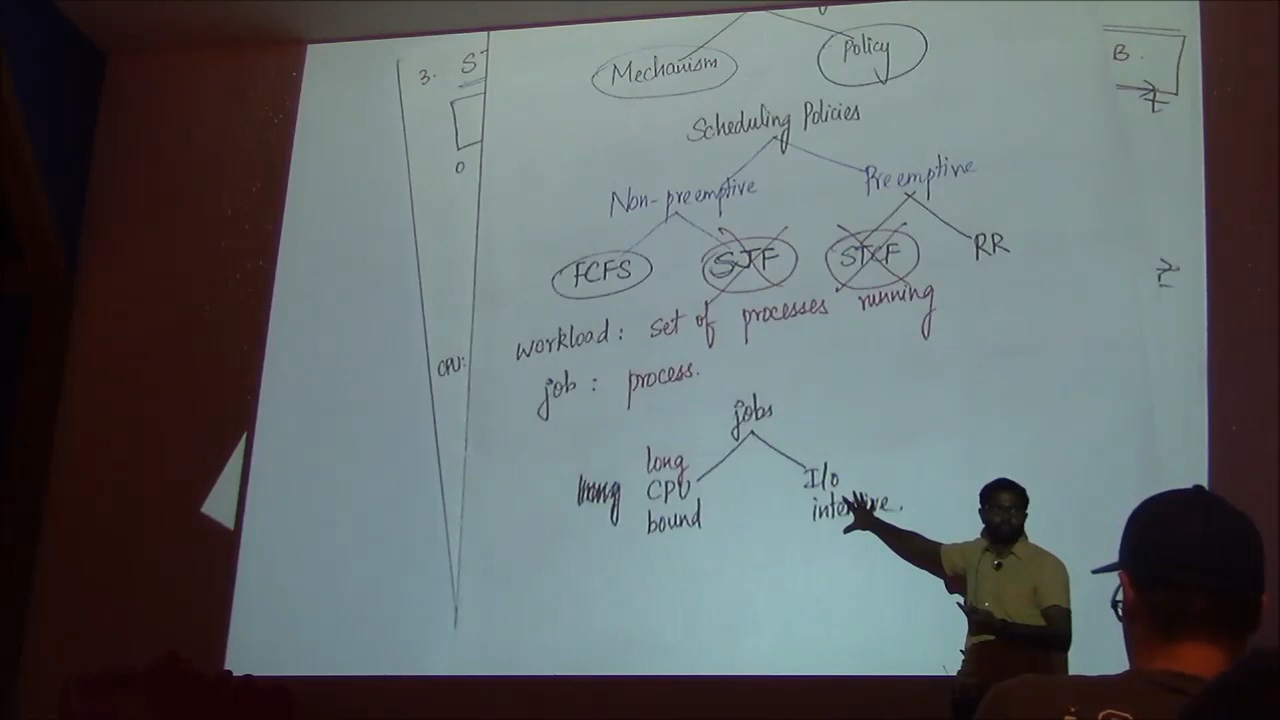 3. S
0
CPU:
Mechanism
Policy
Scheduling Policies
Non-preemptive
Preemptive
FCFS
SJF
STCF
RR
workload: set of processes running
job: process.
jobs
long
CPU
bound
I/o
B.